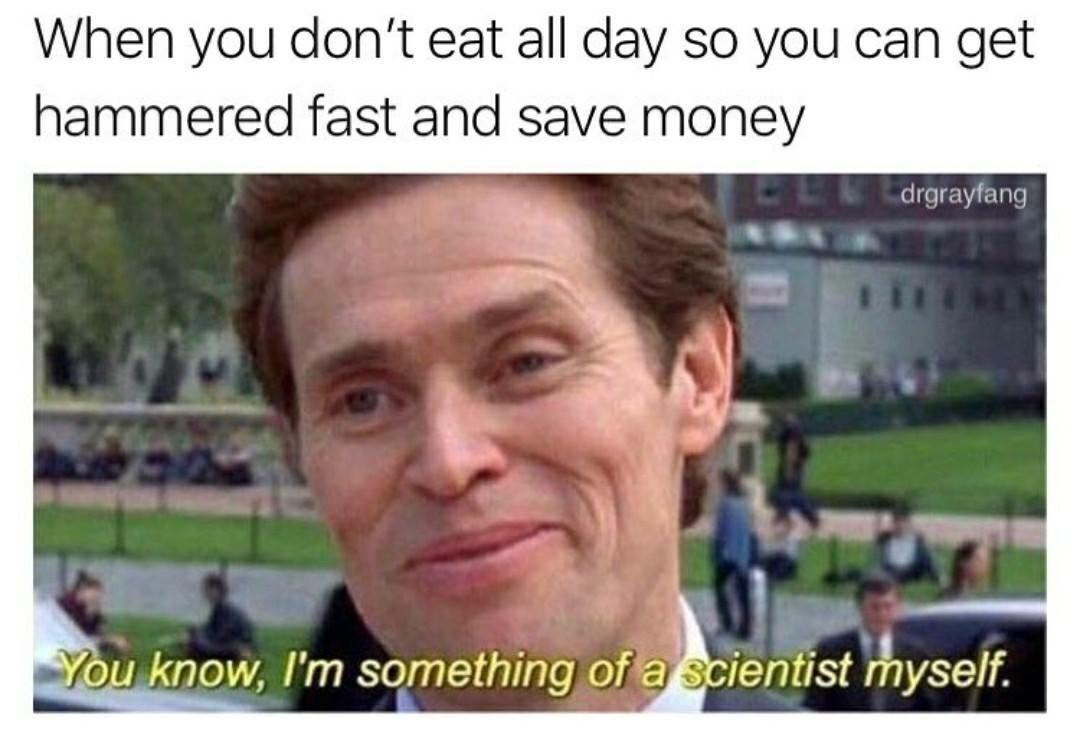 When you don't eat all day so you can get
hammered fast and save money
drgrayfang
You know, I'm something of a scientist myself.